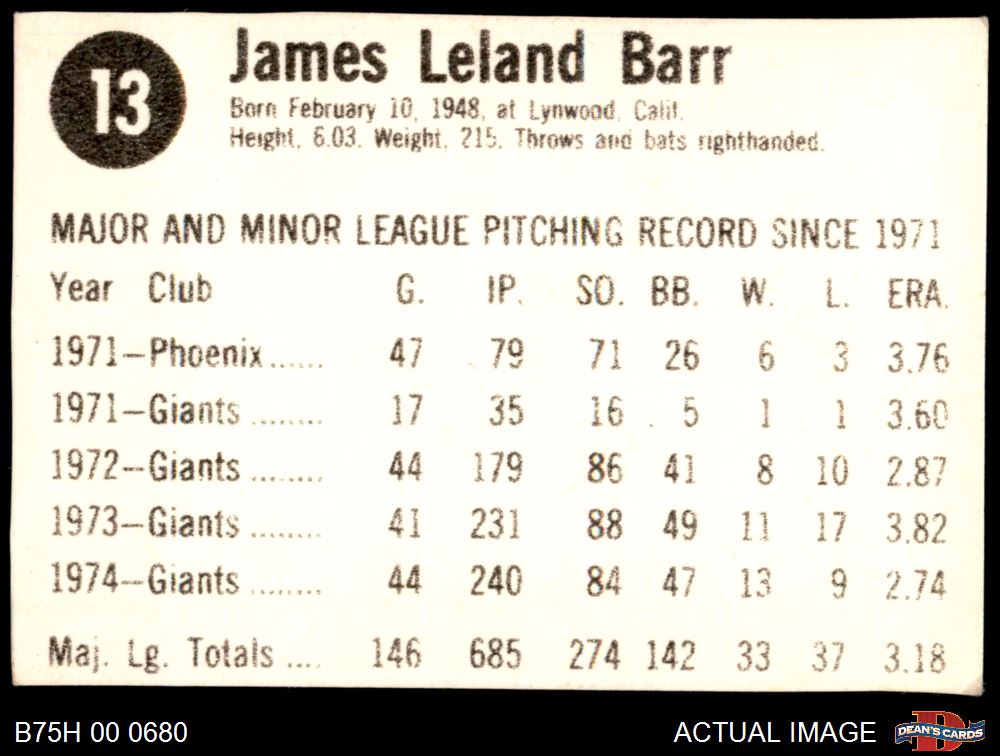 13
James Leland Barr
Born February 10, 1948, at Lynwood, Calif.
Height, 6.03. Weight, 215. Throws and bats righthanded.
MAJOR AND MINOR LEAGUE PITCHING RECORD SINCE 1971
Year Club G. IP. SO. BB. W. L. ERA.
1971—Phoenix...... 47 79 71 26 6 3 3.76
1971—Giants ........ 17 35 16 5 1 1 3.60
1972—Giants ........ 44 179 86 41 8 10 2.87
1973—Giants ........ 41 231 88 49 11 17 3.82
1974—Giants ........ 44 240 84 47 13 9 2.74
Maj. Lg. Totals .... 146 685 274 142 33 37 3.18
B75H 00 0680
ACTUAL IMAGE
DEAN'S CARDS